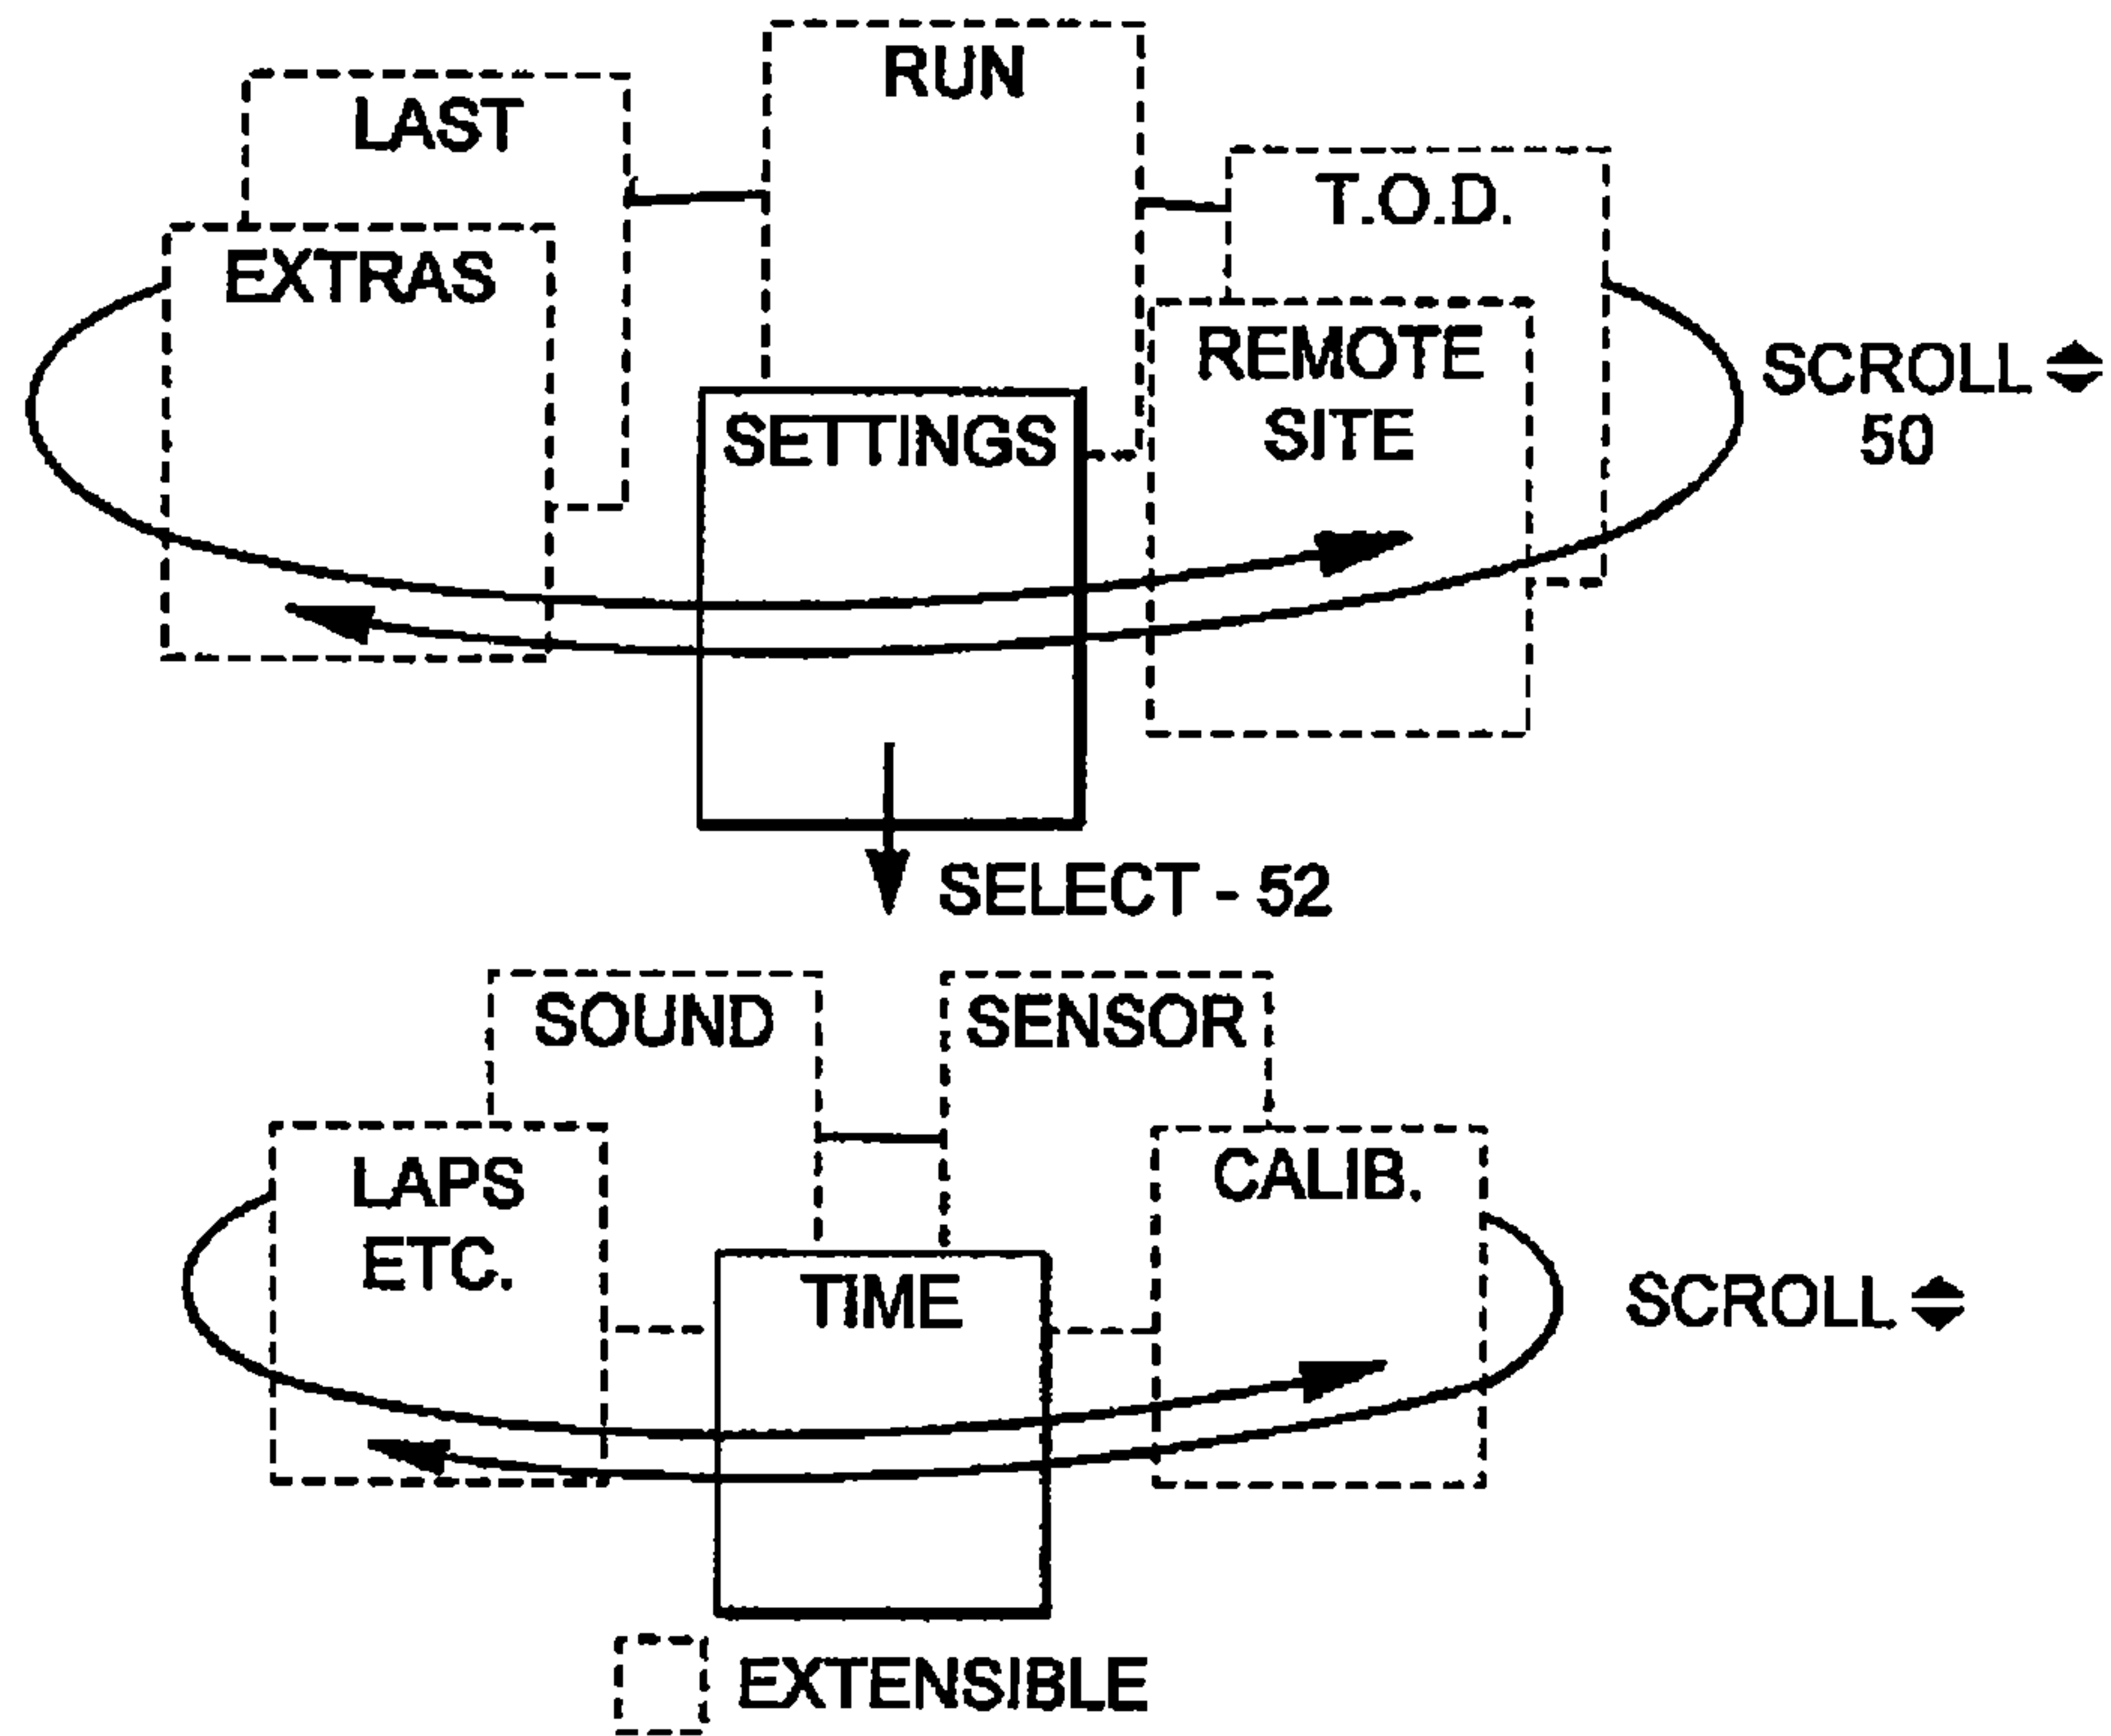 RUN
LAST
T.O.D.
EXTRAS
REMOTE
SITE
SCROLL
50
SETTINGS
SELECT - 52
SOUND
SENSOR
LAPS
ETC.
CALIB.
TIME
SCROLL
EXTENSIBLE